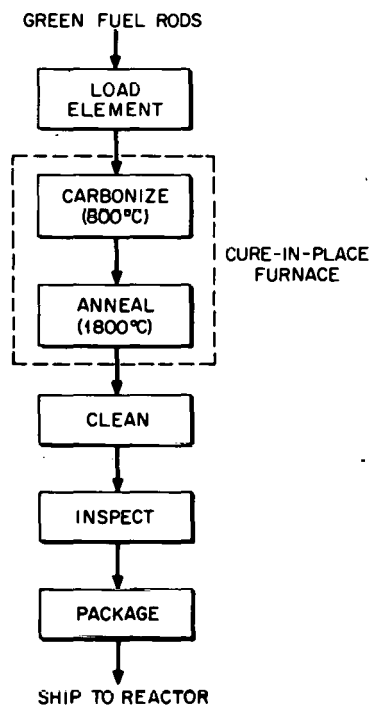 GREEN FUEL RODS
LOAD
ELEMENT
CARBONIZE
(800°C)
CURE-IN-PLACE
FURNACE
ANNEAL
(1800°C)
CLEAN
INSPECT
PACKAGE
SHIP TO REACTOR